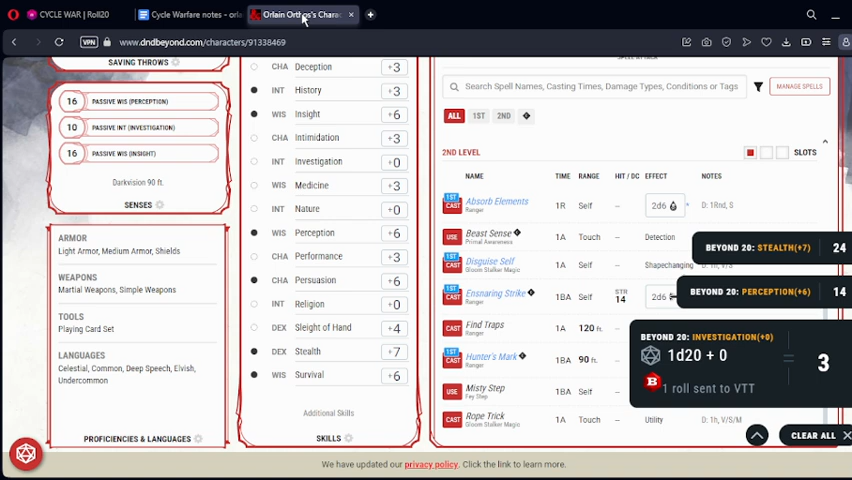 CYCLE WAR | Roll20
Cycle Warfare notes - orla
Orlain Orthos's Charac
VPN
www.dndbeyond.com/characters/91338469
SAVING THROWS
16 PASSIVE WIS (PERCEPTION)
10 PASSIVE INT (INVESTIGATION)
16 PASSIVE WIS (INSIGHT)
Darkvision 90 ft.
SENSES
ARMOR
Light Armor, Medium Armor, Shields
WEAPONS
Martial Weapons, Simple Weapons
TOOLS
Playing Card Set
LANGUAGES
Celestial, Common, Deep Speech, Elvish,
Undercommon
PROFICIENCIES & LANGUAGES
CHA Deception +3
INT History +3
WIS Insight +6
CHA Intimidation +3
INT Investigation +0
WIS Medicine +3
INT Nature +0
WIS Perception +6
CHA Performance +3
CHA Persuasion +6
INT Religion +0
DEX Sleight of Hand +4
DEX Stealth +7
WIS Survival +6
Additional Skills
SKILLS
Search Spell Names, Casting Times, Damage Types, Conditions or Tags
MANAGE SPELLS
ALL 1ST 2ND
2ND LEVEL SLOTS
NAME TIME RANGE HIT / DC EFFECT NOTES
1ST CAST Absorb Elements 1R Self -- 2d6 * D: 1Rnd, S
Ranger
USE Beast Sense 1A Touch -- Detection
Primal Awareness
1ST CAST Disguise Self 1A Self -- Shapechanging D: 1h, V/S
Gloom Stalker Magic
1ST CAST Ensnaring Strike 1BA Self STR 14 2d6
Ranger
CAST Find Traps 1A 120 ft. --
Ranger
1ST CAST Hunter's Mark 1BA 90 ft. --
Ranger
USE Misty Step 1BA Self --
Fey Step
CAST Rope Trick 1A Touch -- Utility D: 1h, V/S/M
Gloom Stalker Magic
BEYOND 20: STEALTH(+7) 24
BEYOND 20: PERCEPTION(+6) 14
BEYOND 20: INVESTIGATION(+0)
1d20 + 0 = 3
1 roll sent to VTT
CLEAR ALL X
We have updated our privacy policy. Click the link to learn more.